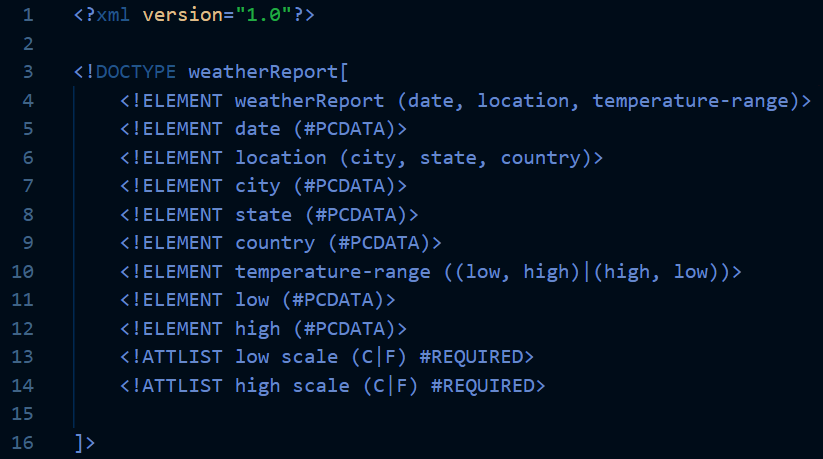 1 <?xml version="1.0"?>
2
3 <!DOCTYPE weatherReport[
4     <!ELEMENT weatherReport (date, location, temperature-range)>
5     <!ELEMENT date (#PCDATA)>
6     <!ELEMENT location (city, state, country)>
7     <!ELEMENT city (#PCDATA)>
8     <!ELEMENT state (#PCDATA)>
9     <!ELEMENT country (#PCDATA)>
10     <!ELEMENT temperature-range ((low, high)|(high, low))>
11     <!ELEMENT low (#PCDATA)>
12     <!ELEMENT high (#PCDATA)>
13     <!ATTLIST low scale (C|F) #REQUIRED>
14     <!ATTLIST high scale (C|F) #REQUIRED>
15
16 ]>